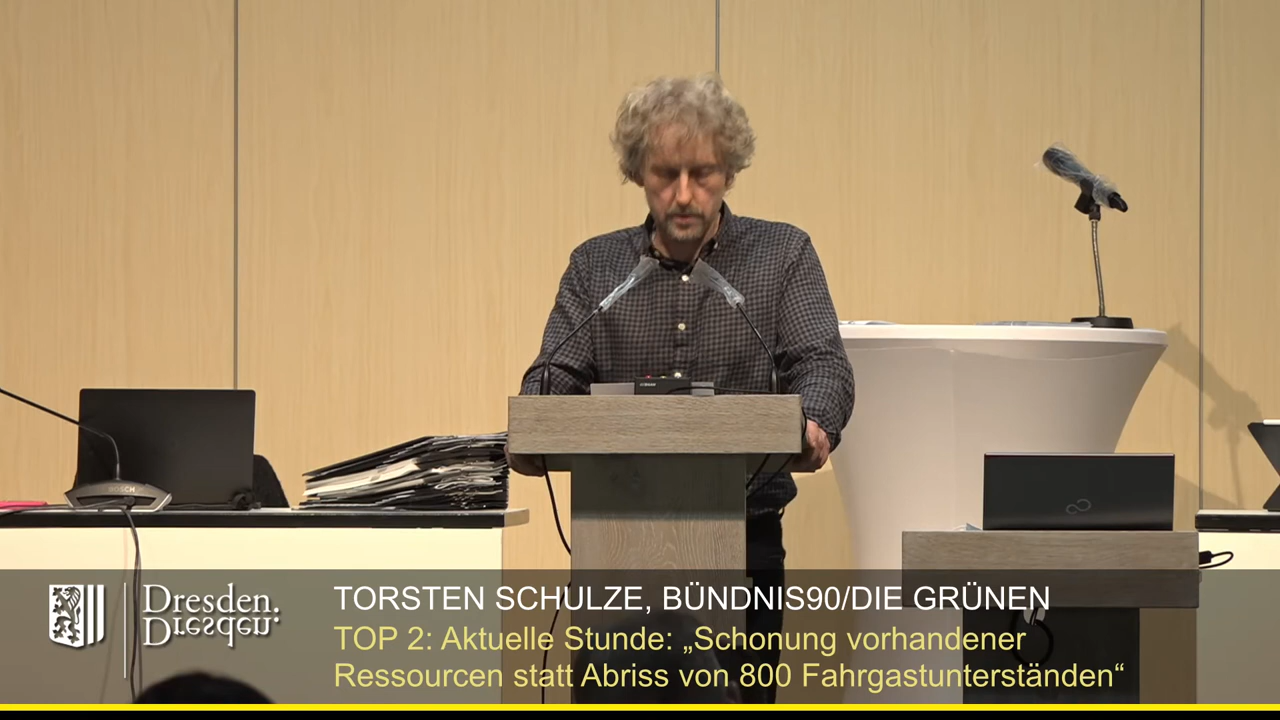 BOSCH
Dresden.
Dresden.
TORSTEN SCHULZE, BÜNDNIS90/DIE GRÜNEN
TOP 2: Aktuelle Stunde: „Schonung vorhandener
Ressourcen statt Abriss von 800 Fahrgastunterständen“